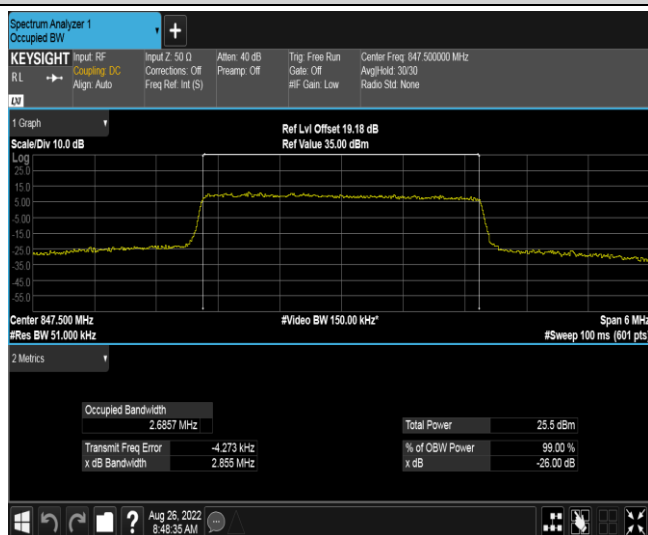 Spectrum Analyzer 1
Occupied BW
+
KEYSIGHT
R L
LXI
Input: RF
Coupling: DC
Align: Auto
Input Z: 50 Ω
Corrections: Off
Freq Ref: Int (S)
Atten: 40 dB
Preamp: Off
Trig: Free Run
Gate: Off
#IF Gain: Low
Center Freq: 847.500000 MHz
Avg|Hold: 30/30
Radio Std: None
1 Graph
Scale/Div 10.0 dB
Ref Lvl Offset 19.18 dB
Ref Value 35.00 dBm
Log
25.0
15.0
5.00
-5.00
-15.0
-25.0
-35.0
-45.0
-55.0
Center 847.500 MHz
#Res BW 51.000 kHz
#Video BW 150.00 kHz*
Span 6 MHz
#Sweep 100 ms (601 pts)
2 Metrics
Occupied Bandwidth
2.6857 MHz
Transmit Freq Error -4.273 kHz
x dB Bandwidth 2.855 MHz
Total Power 25.5 dBm
% of OBW Power 99.00 %
x dB -26.00 dB
?
Aug 26, 2022
8:48:35 AM